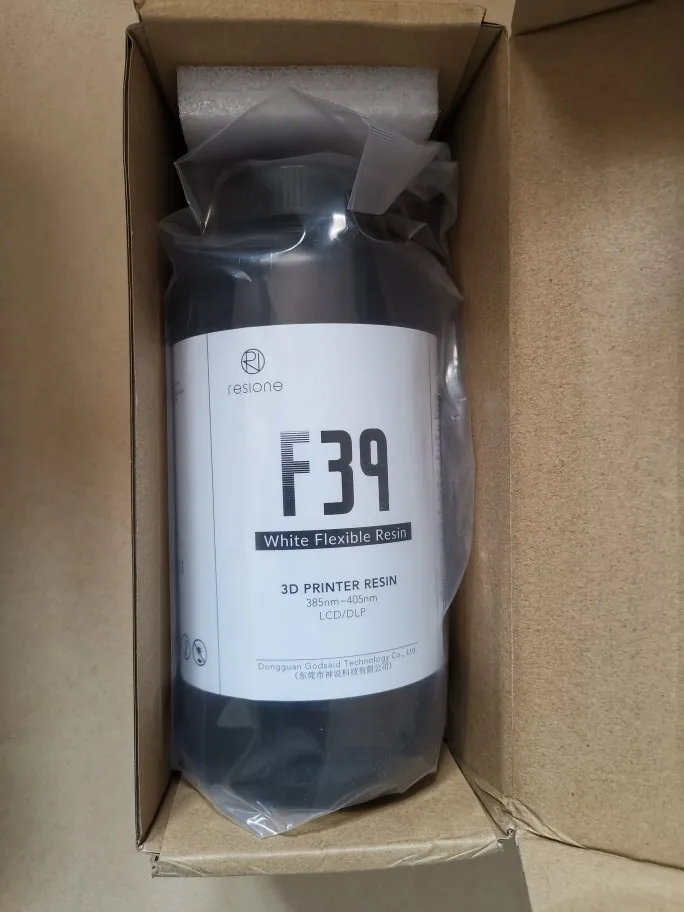 RI
resione
F39
White Flexible Resin
3D PRINTER RESIN
385nm~405nm
LCD/DLP
Dongguan Godsaid Technology Co., Ltd.
(东莞市神说科技有限公司)